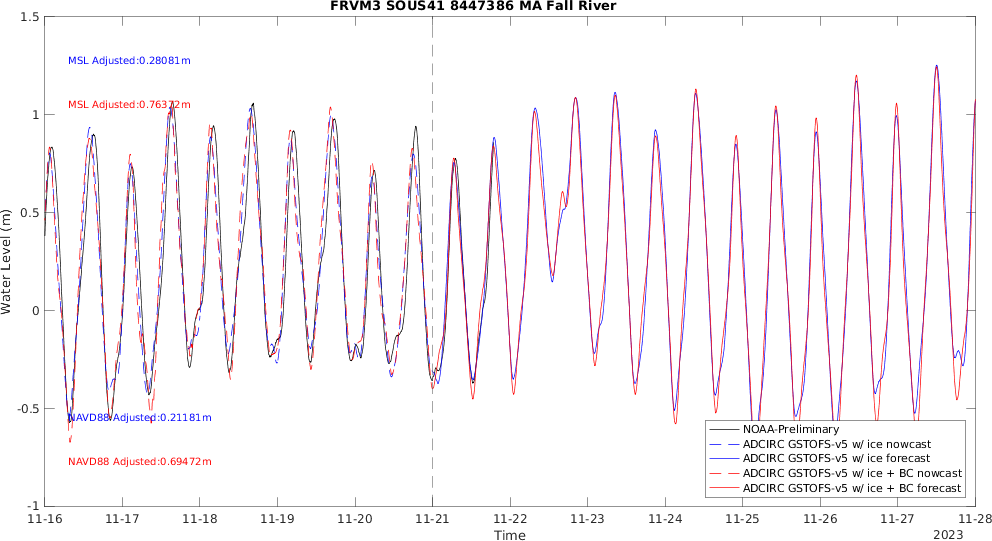 FRVM3 SOUS41 8447386 MA Fall River
1.5
1
0.5
0
-0.5
-1
Water Level (m)
MSL Adjusted:0.28081m
MSL Adjusted:0.76372m
NAVD88 Adjusted:0.21181m
NAVD88 Adjusted:0.69472m
NOAA-Preliminary
ADCIRC GSTOFS-v5 w/ ice nowcast
ADCIRC GSTOFS-v5 w/ ice forecast
ADCIRC GSTOFS-v5 w/ ice + BC nowcast
ADCIRC GSTOFS-v5 w/ ice + BC forecast
11-16 11-17 11-18 11-19 11-20 11-21 11-22 11-23 11-24 11-25 11-26 11-27 11-28
Time
2023